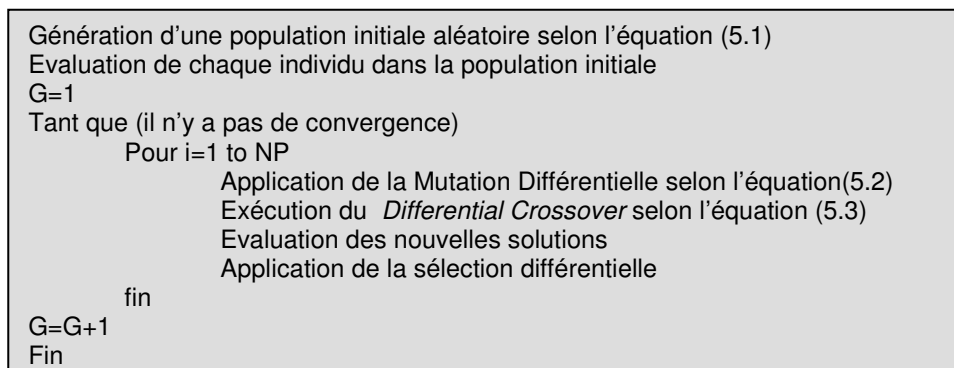 Génération d'une population initiale aléatoire selon l'équation (5.1)
Evaluation de chaque individu dans la population initiale
G=1
Tant que (il n'y a pas de convergence)
Pour i=1 to NP
Application de la Mutation Différentielle selon l'équation(5.2)
Exécution du Differential Crossover selon l'équation (5.3)
Evaluation des nouvelles solutions
Application de la sélection différentielle
fin
G=G+1
Fin